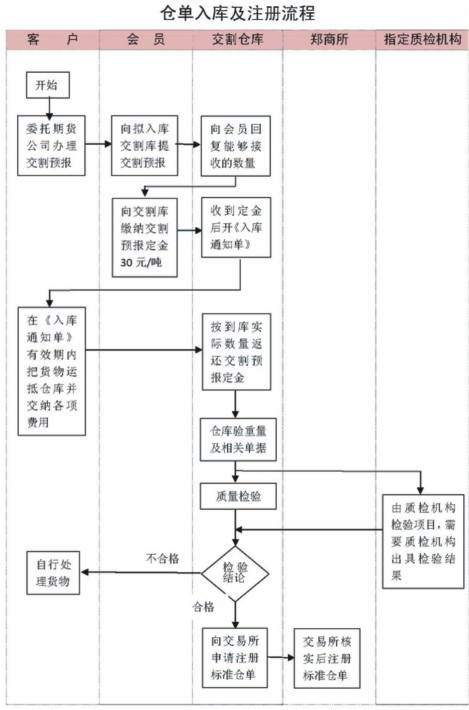 仓单入库及注册流程
客 户
会 员
交割仓库
郑商所
指定质检机构
开始
委托期货
公司办理
交割预报
向拟入库
交割库提
交割预报
向会员回
复能够接
收的数量
向交割库
缴纳交割
预报定金
30 元/吨
收到定金
后开《入库
通知单》
在《入库
通知单》
有效期内
把货物运
抵仓库并
交纳各项
费用
按到库实
际数量返
还交割预
报定金
仓库验重量
及相关单据
质量检验
由质检机构
检验项目,需
要质检机构
出具检验结
果
检验
结论
不合格
自行处
理货物
合格
向交易所
申请注册
标准仓单
交易所核
实后注册
标准仓单